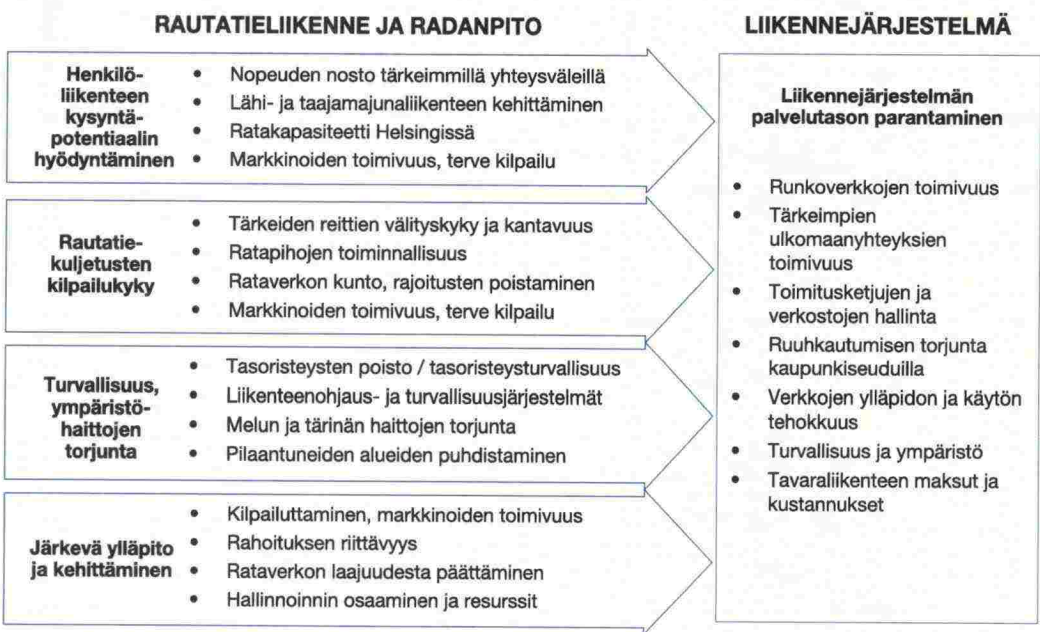 RAUTATIELIIKENNE JA RADANPITO
Henkilö-
liikenteen
kysyntä-
potentiaalin
hyödyntäminen
• Nopeuden nosto tärkeimmillä yhteysväleillä
• Lähi- ja taajamajunaliikenteen kehittäminen
• Ratakapasiteetti Helsingissä
• Markkinoiden toimivuus, terve kilpailu
Rautatie-
kuljetusten
kilpailukyky
• Tärkeiden reittien välityskyky ja kantavuus
• Ratapihojen toiminnallisuus
• Rataverkon kunto, rajoitusten poistaminen
• Markkinoiden toimivuus, terve kilpailu
Turvallisuus,
ympäristö-
haittojen
torjunta
• Tasoristeysten poisto / tasoristeysturvallisuus
• Liikenteenohjaus- ja turvallisuusjärjestelmät
• Melun ja tärinän haittojen torjunta
• Pilaantuneiden alueiden puhdistaminen
Järkevä ylläpito
ja kehittäminen
• Kilpailuttaminen, markkinoiden toimivuus
• Rahoituksen riittävyys
• Rataverkon laajuudesta päättäminen
• Hallinnoinnin osaaminen ja resurssit
LIIKENNEJÄRJESTELMÄ
Liikennejärjestelmän
palvelutason parantaminen
• Runkoverkkojen toimivuus
• Tärkeimpien
ulkomaanyhteyksien
toimivuus
• Toimitusketjujen ja
verkostojen hallinta
• Ruuhkautumisen torjunta
kaupunkiseuduilla
• Verkkojen ylläpidon ja käytön
tehokkuus
• Turvallisuus ja ympäristö
• Tavaraliikenteen maksut ja
kustannukset